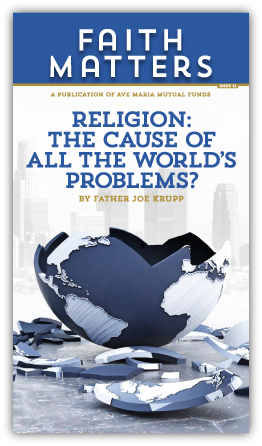 FAITH
MATTERS
A PUBLICATION OF AVE MARIA MUTUAL FUNDS
RELIGION:
THE CAUSE OF
ALL THE WORLD'S
PROBLEMS?
BY FATHER JOE KRUPP